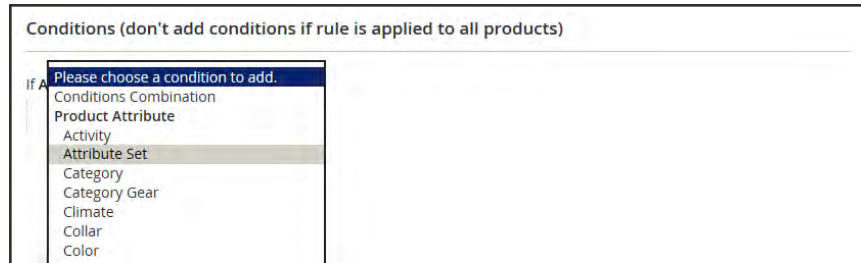 Conditions (don't add conditions if rule is applied to all products)
If A
Please choose a condition to add.
Conditions Combination
Product Attribute
Activity
Attribute Set
Category
Category Gear
Climate
Collar
Color